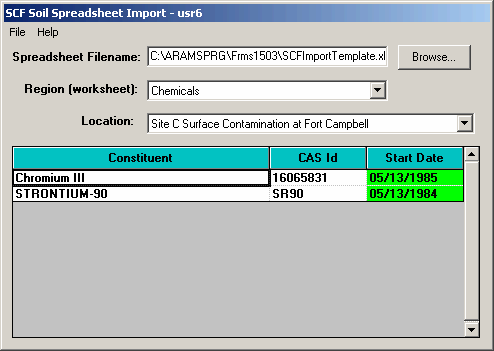 SCF Soil Spreadsheet Import - usr6
File Help
Spreadsheet Filename: C:\ARAMSPRG\Frms1503\SCFImportTemplate.xl Browse...
Region (worksheet): Chemicals
Location: Site C Surface Contamination at Fort Campbell
Constituent CAS Id Start Date
Chromium III 16065831 05/13/1985
STRONTIUM-90 SR90 05/13/1984